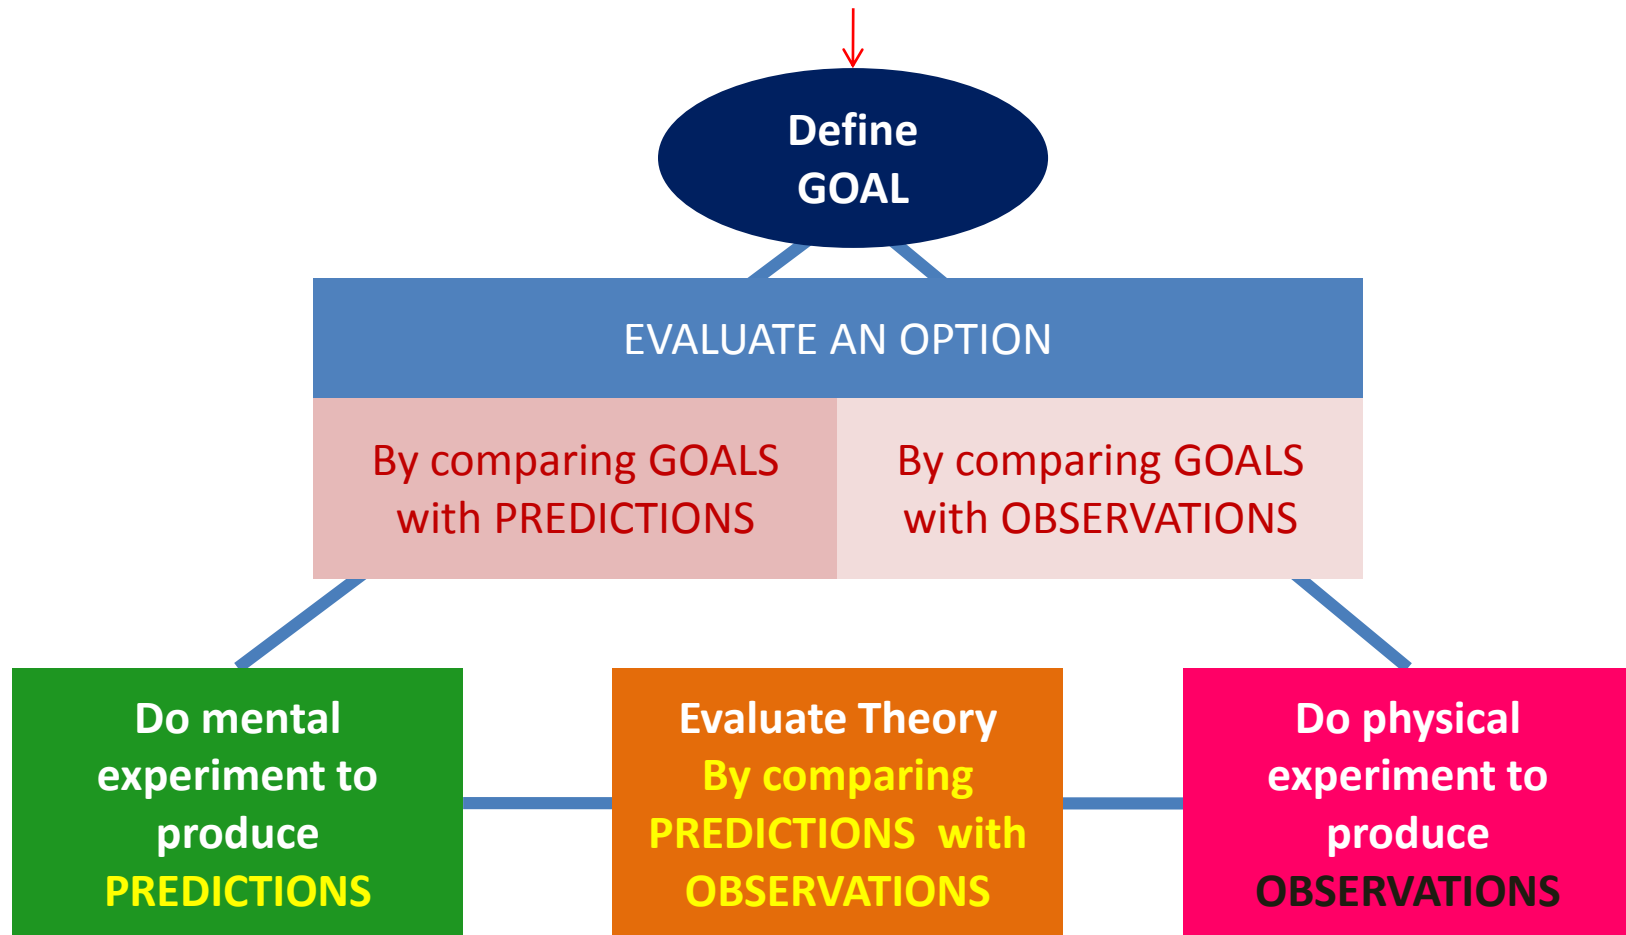 Define
GOAL
EVALUATE AN OPTION
By comparing GOALS
with PREDICTIONS
By comparing GOALS
with OBSERVATIONS
Do mental
experiment to
produce
PREDICTIONS
Evaluate Theory
By comparing
PREDICTIONS with
OBSERVATIONS
Do physical
experiment to
produce
OBSERVATIONS